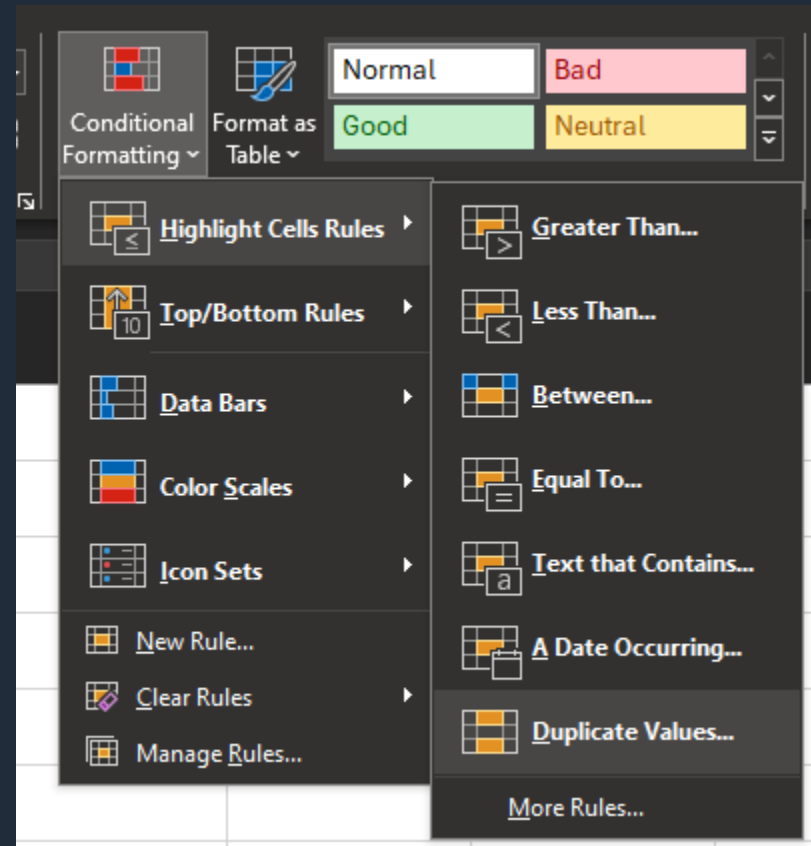 Conditional
Formatting
Format as
Table
Normal
Bad
Good
Neutral
Highlight Cells Rules
Top/Bottom Rules
10
Data Bars
Color Scales
Icon Sets
New Rule...
Clear Rules
Manage Rules...
≤
>
Greater Than...
<
Less Than...
Between...
=
Equal To...
a
Text that Contains...
A Date Occurring...
Duplicate Values...
More Rules...